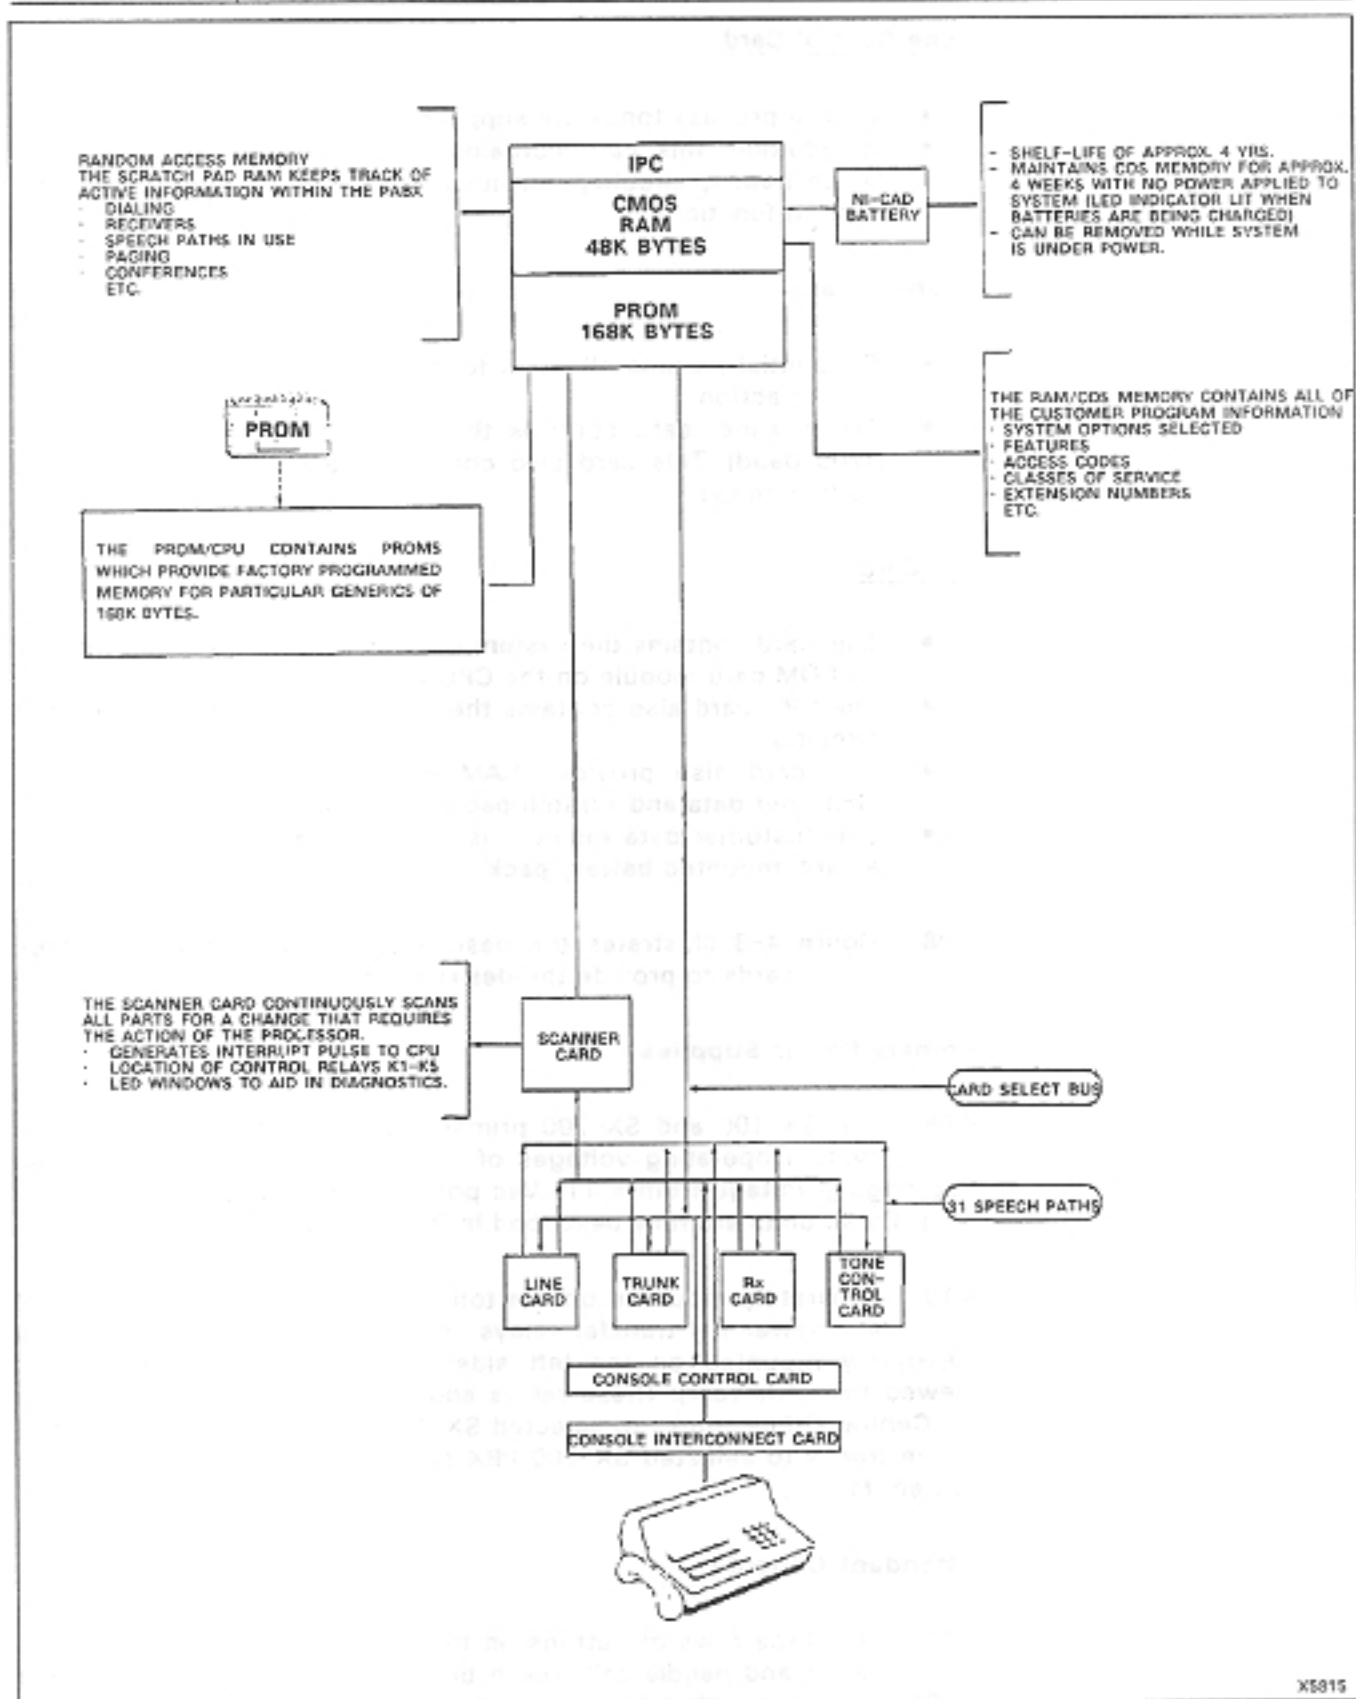 RANDOM ACCESS MEMORY
THE SCRATCH PAD RAM KEEPS TRACK OF
ACTIVE INFORMATION WITHIN THE PABX
- DIALING
- RECEIVERS
- SPEECH PATHS IN USE
- PAGING
- CONFERENCES
ETC.
IPC
CMOS
RAM
48K BYTES
PROM
168K BYTES
NI-CAD
BATTERY
- SHELF-LIFE OF APPROX. 4 YRS.
- MAINTAINS COS MEMORY FOR APPROX.
4 WEEKS WITH NO POWER APPLIED TO
SYSTEM (LED INDICATOR LIT WHEN
BATTERIES ARE BEING CHARGED)
- CAN BE REMOVED WHILE SYSTEM
IS UNDER POWER.
THE RAM/COS MEMORY CONTAINS ALL OF
THE CUSTOMER PROGRAM INFORMATION
- SYSTEM OPTIONS SELECTED
- FEATURES
- ACCESS CODES
- CLASSES OF SERVICE
- EXTENSION NUMBERS
ETC.
PROM
THE PROM/CPU CONTAINS PROMS
WHICH PROVIDE FACTORY PROGRAMMED
MEMORY FOR PARTICULAR GENERICS OF
168K BYTES.
THE SCANNER CARD CONTINUOUSLY SCANS
ALL PARTS FOR A CHANGE THAT REQUIRES
THE ACTION OF THE PROCESSOR.
· GENERATES INTERRUPT PULSE TO CPU
· LOCATION OF CONTROL RELAYS K1-K5
· LED WINDOWS TO AID IN DIAGNOSTICS.
SCANNER
CARD
CARD SELECT BUS
31 SPEECH PATHS
LINE
CARD
TRUNK
CARD
Rx
CARD
TONE
CON-
TROL
CARD
CONSOLE CONTROL CARD
CONSOLE INTERCONNECT CARD
X5815